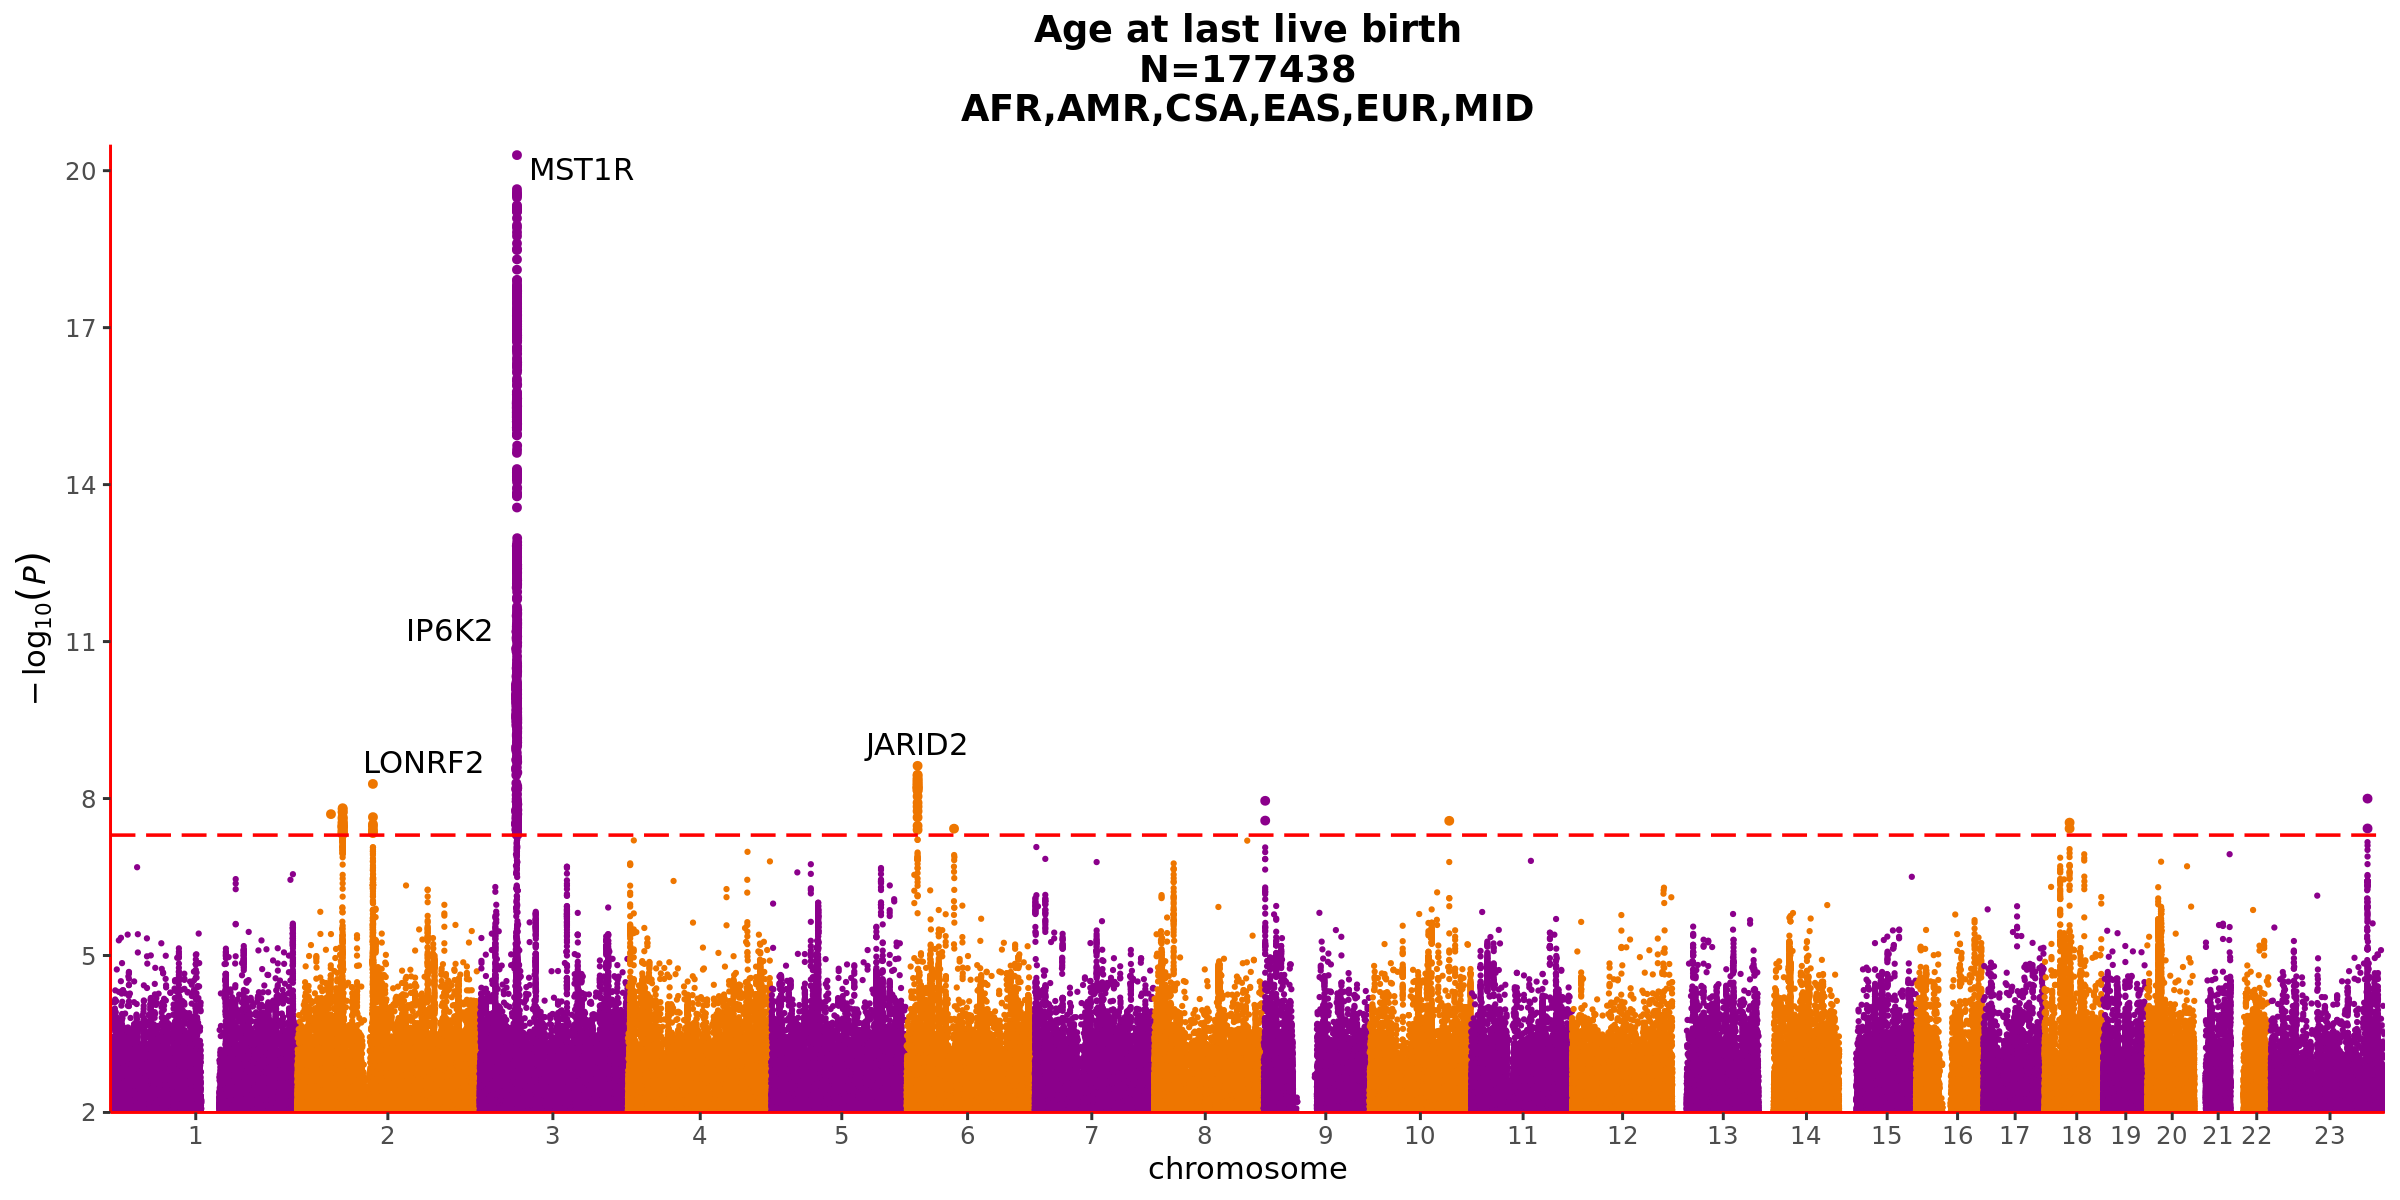 Age at last live birth
N=177438
AFR,AMR,CSA,EAS,EUR,MID
20
MST1R
17
14
−log₁₀(P)
IP6K2
11
JARID2
LONRF2
8
5
2
1 2 3 4 5 6 7 8 9 10 11 12 13 14 15 16 17 18 19 20 21 22 23
chromosome